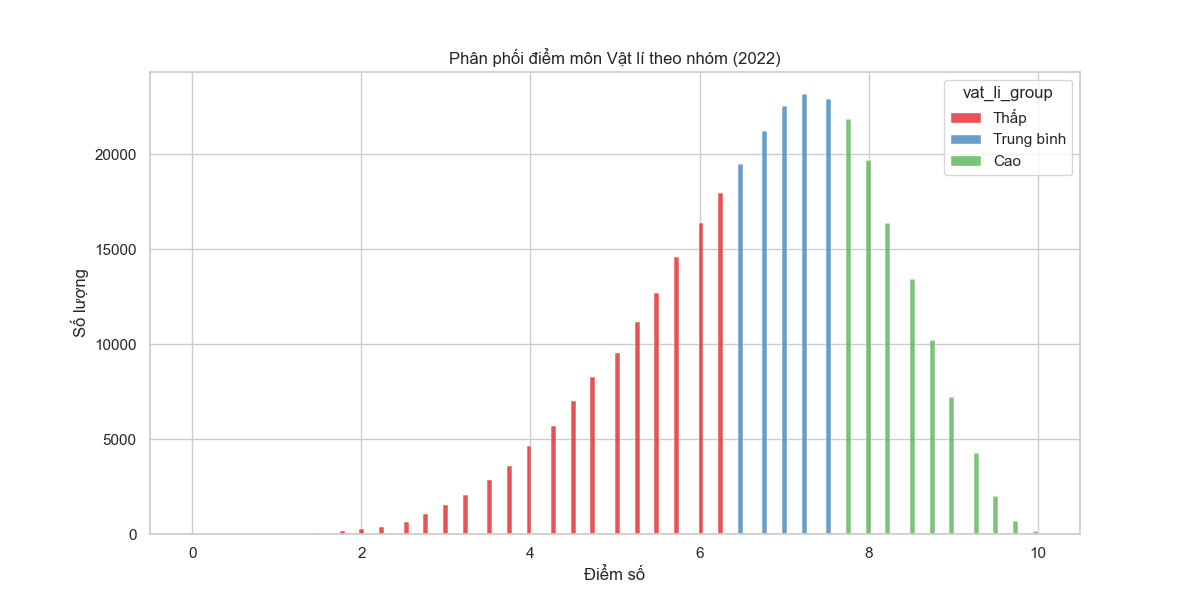 Phân phối điểm môn Vật lí theo nhóm (2022)
vat_li_group
Thấp
Trung bình
Cao
Số lượng
20000
15000
10000
5000
0
0 2 4 6 8 10
Điểm số